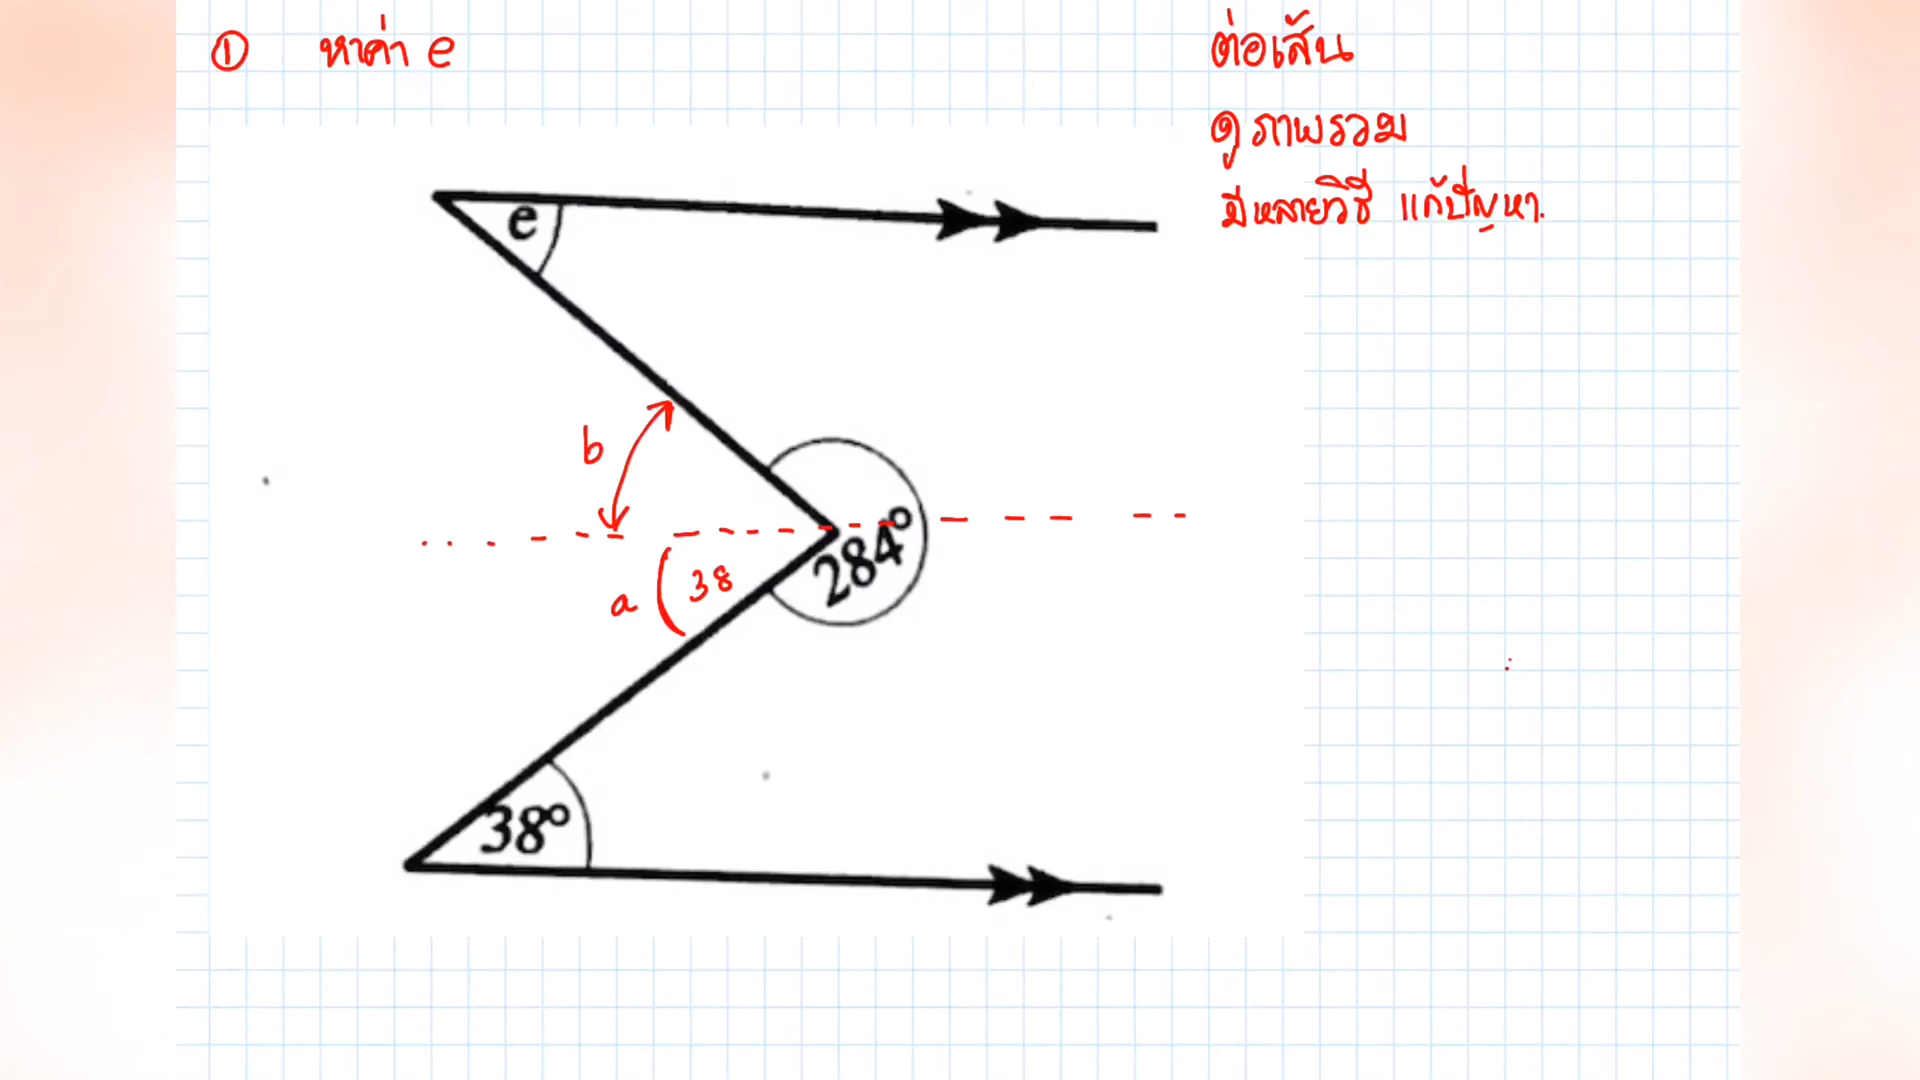 ① หาค่า e
ต่อเส้น
ดูภาพรวม
มีหลายวิธี แก้ปัญหา.
e
b
284°
a
38
38°